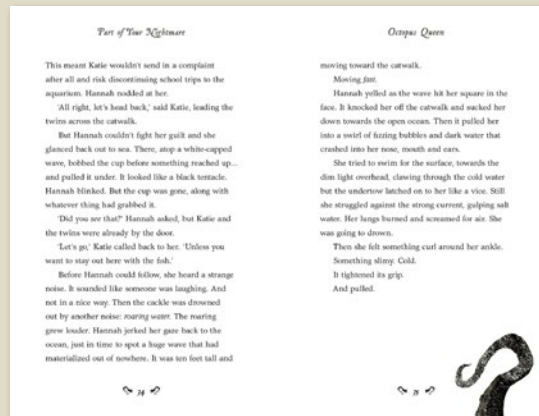 Part of Your Nightmare
This meant Katie wouldn't send in a complaint
after all and risk discontinuing school trips to the
aquarium. Hannah nodded at her.
'All right, let's head back,' said Katie, leading the
twins across the catwalk.
But Hannah couldn't fight her guilt and she
glanced back out to sea. There, atop a white-capped
wave, bobbed the cup before something reached up...
and pulled it under. It looked like a black tentacle.
Hannah blinked. But the cup was gone, along with
whatever thing had grabbed it.
'Did you see that?' Hannah asked, but Katie and
the twins were already by the door.
'Let's go,' Katie called back to her. 'Unless you
want to stay out here with the fish.'
Before Hannah could follow, she heard a strange
noise. It sounded like someone was laughing. And
not in a nice way. Then the cackle was drowned
out by another noise: roaring water. The roaring
grew louder. Hannah jerked her gaze back to the
ocean, just in time to spot a huge wave that had
materialized out of nowhere. It was ten feet tall and
34
Octopus Queen
moving toward the catwalk.
Moving fast.
Hannah yelled as the wave hit her square in the
face. It knocked her off the catwalk and sucked her
down towards the open ocean. Then it pulled her
into a swirl of fizzing bubbles and dark water that
crashed into her nose, mouth and ears.
She tried to swim for the surface, towards the
dim light overhead, clawing through the cold water
but the undertow latched on to her like a vice. Still
she struggled against the strong current, gulping salt
water. Her lungs burned and screamed for air. She
was going to drown.
Then she felt something curl around her ankle.
Something slimy. Cold.
It tightened its grip.
And pulled.
35